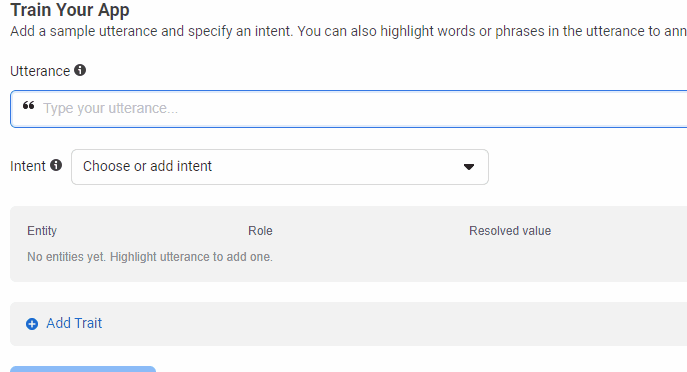 Train Your App
Add a sample utterance and specify an intent. You can also highlight words or phrases in the utterance to ann
Utterance
Type your utterance...
Intent Choose or add intent
Entity Role Resolved value
No entities yet. Highlight utterance to add one.
Add Trait